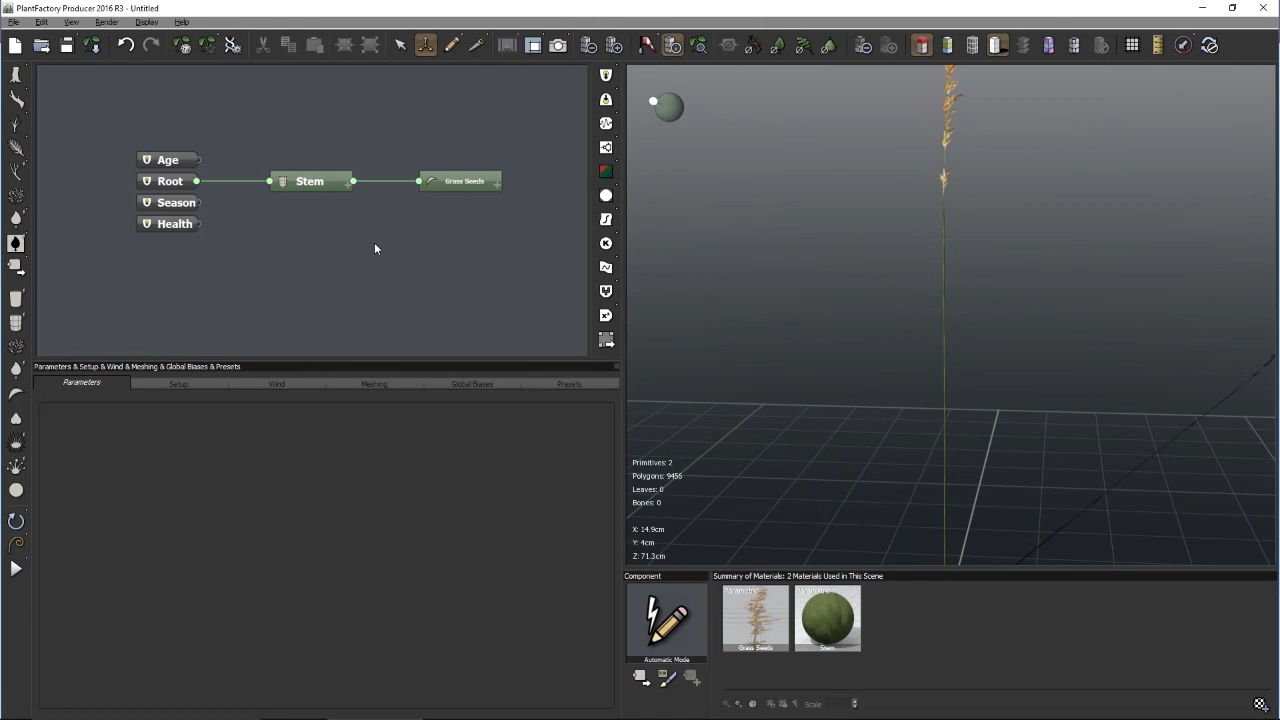 PlantFactory Producer 2016 R3 - Untitled
File Edit View Render Display Help
Age
Root
Season
Health
Stem
Grass Seeds
Parameters & Setup & Wind & Meshing & Global Biases & Presets
Parameters Setup Wind Meshing Global Biases Presets
Primitives: 2
Polygons: 9456
Leaves: 0
Bones: 0
X: 14.9cm
Y: 4cm
Z: 71.3cm
Component
Automatic Mode
Summary of Materials: 2 Materials Used in This Scene
Parametric Parametric
Grass Seeds Stem
Scale